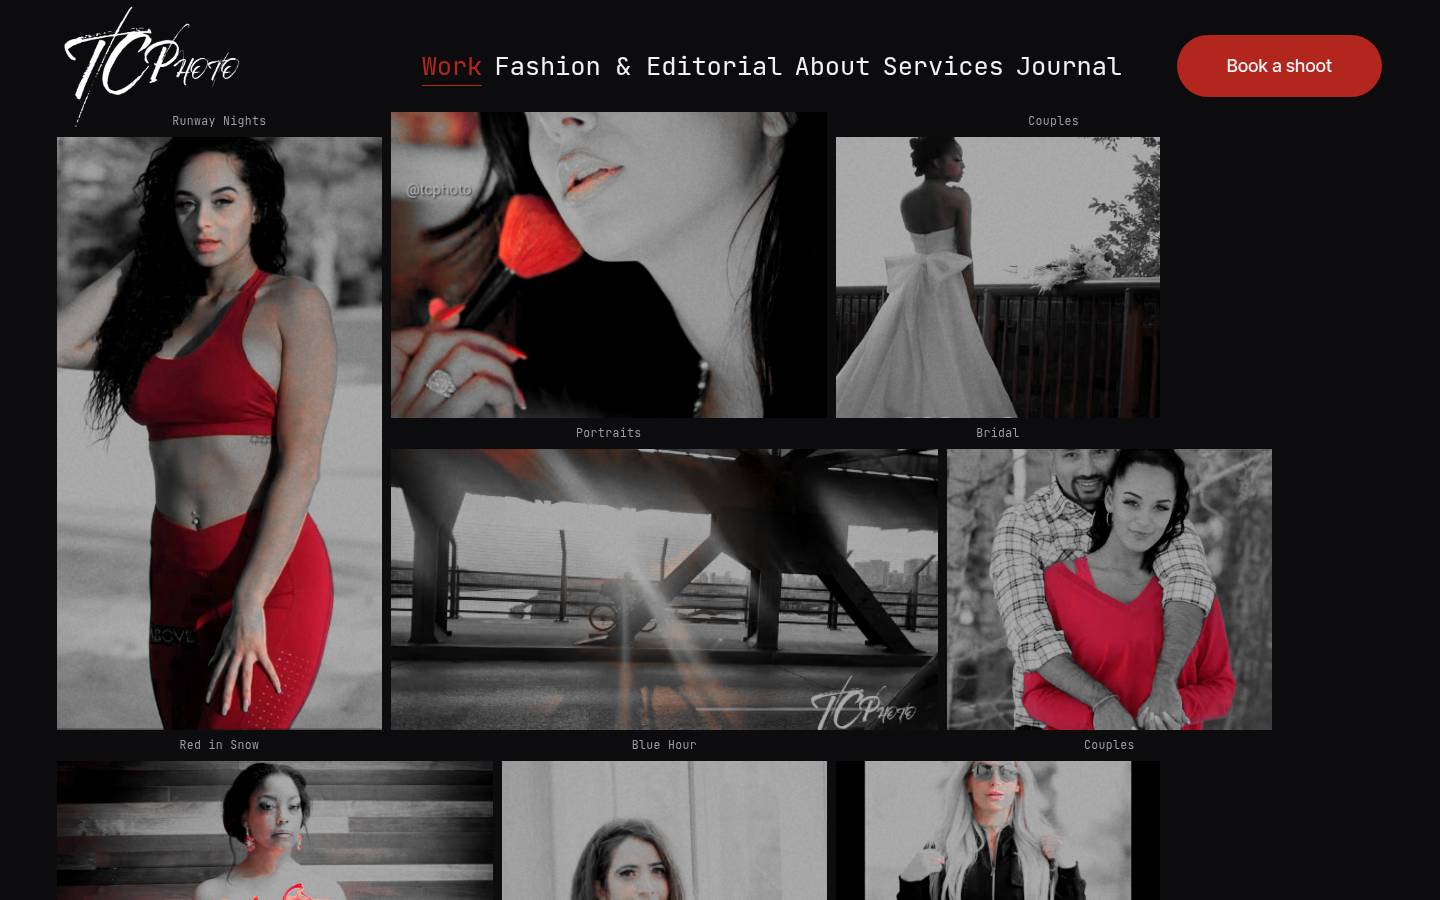 TCPHOTO
Work Fashion & Editorial About Services Journal
Book a shoot
Runway Nights
Couples
@tcphoto
Portraits
Bridal
ABOVE
TCPHOTO
Red in Snow
Blue Hour
Couples